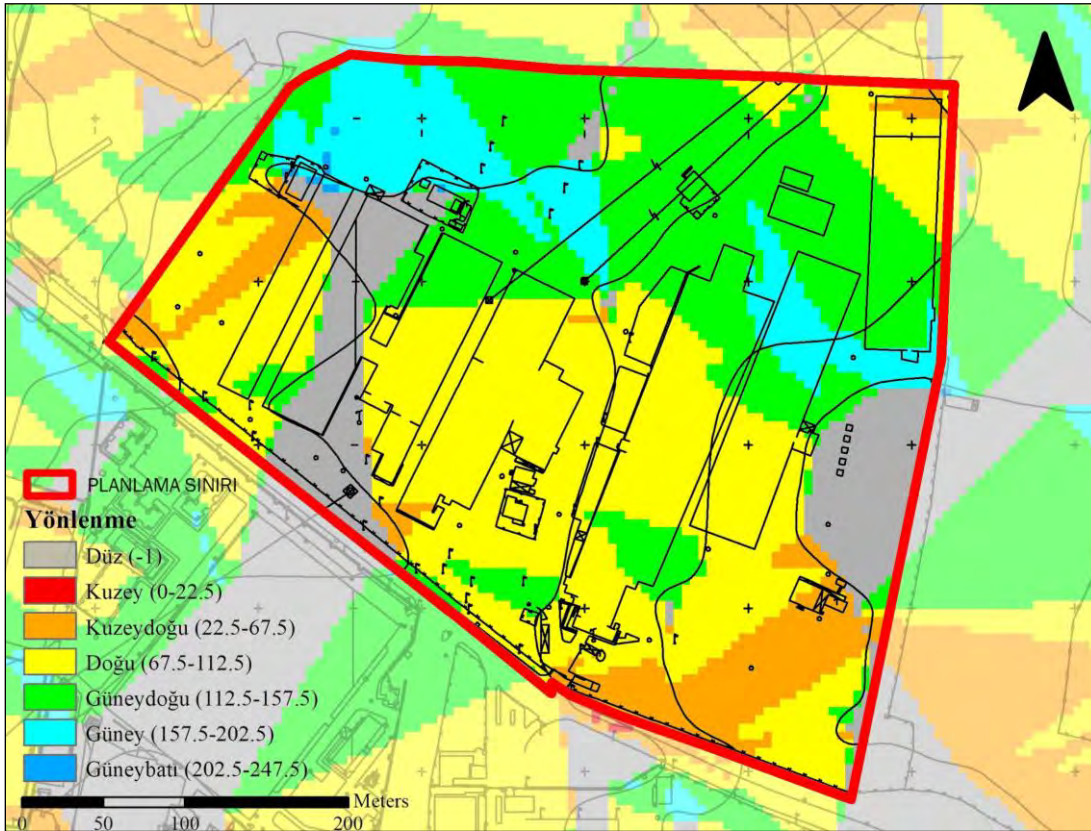 PLANLAMA SINIRI
Yönlenme
Düz (-1)
Kuzey (0-22.5)
Kuzeydoğu (22.5-67.5)
Doğu (67.5-112.5)
Güneydoğu (112.5-157.5)
Güney (157.5-202.5)
Güneybatı (202.5-247.5)
Meters
0 50 100 200